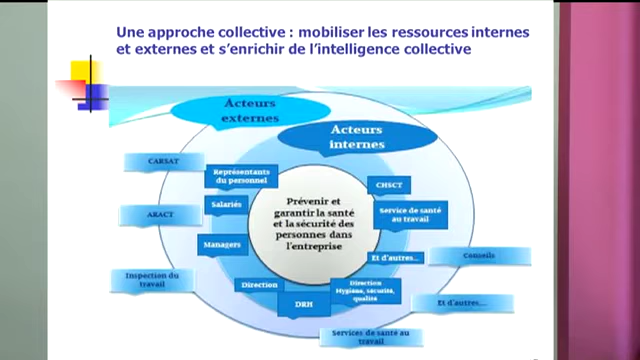 Une approche collective : mobiliser les ressources internes
et externes et s'enrichir de l'intelligence collective
Acteurs
externes
Acteurs
internes
CARSAT
Représentants
du personnel
CHSCT
Salariés
ARACT
Service de santé
au travail
Prévenir et
garantir la santé
et la sécurité des
personnes dans
l'entreprise
Managers
Et d'autres...
Conseils
Inspection du
travail
Direction
Direction
Hygiène, sécurité,
qualité
DRH
Et d'autres....
Services de santé au
travail